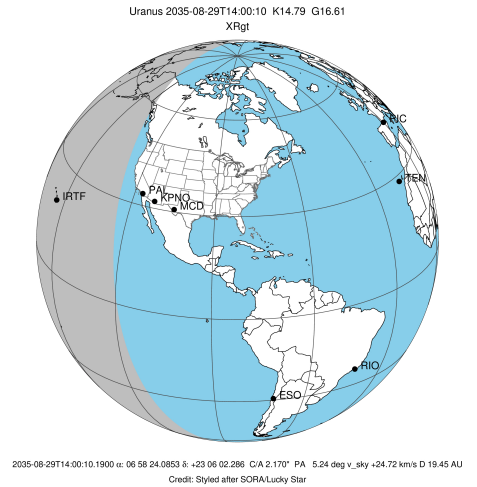 Uranus 2035-08-29T14:00:10 K14.79 G16.61
XRgt
RIC
TEN
IRTF
PAL
KPNO
MCD
RIO
ESO
2035-08-29T14:00:10.1900 α: 06 58 24.0853 δ: +23 06 02.286 C/A 2.170" PA 5.24 deg v_sky +24.72 km/s D 19.45 AU
Credit: Styled after SORA/Lucky Star